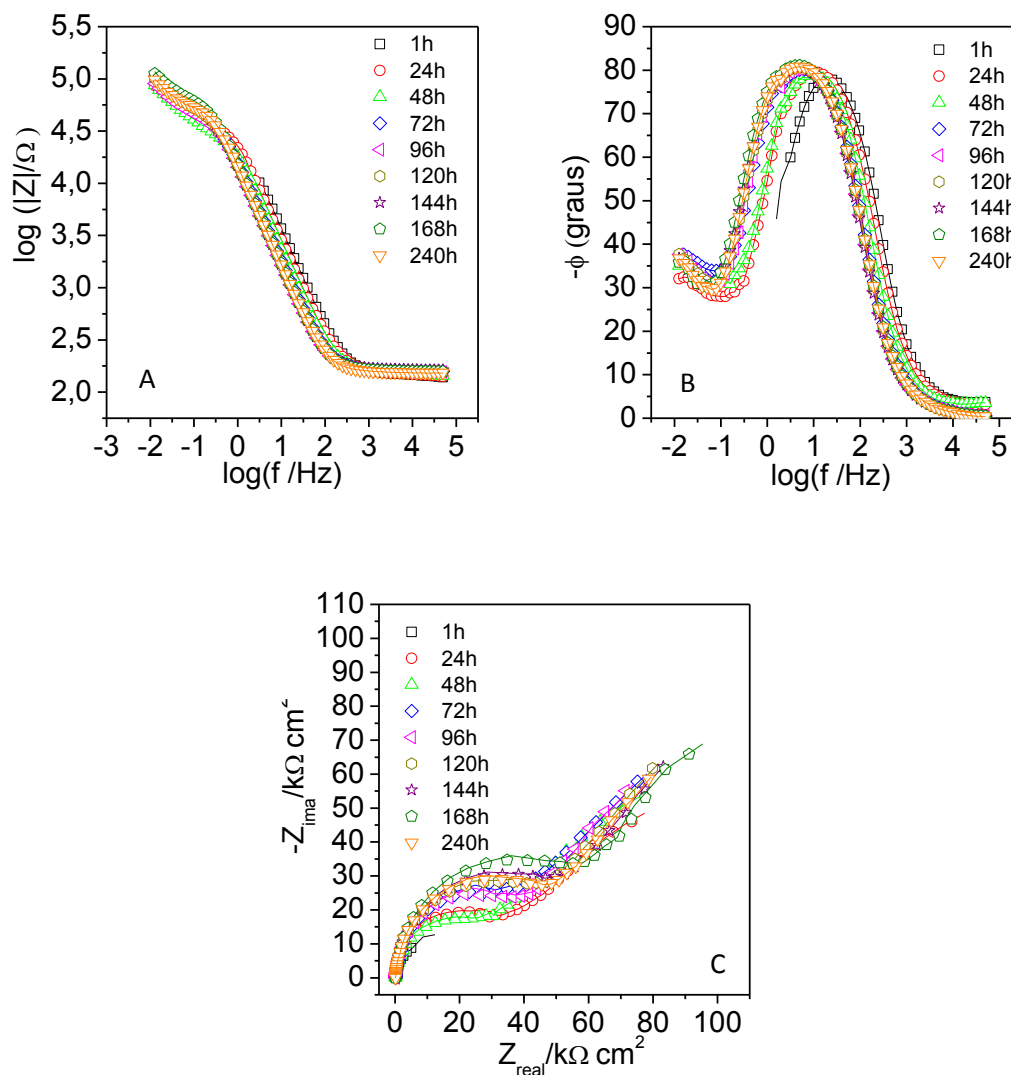 5,5
5,0
4,5
4,0
3,5
3,0
2,5
2,0
log (|Z|/Ω)
1h
24h
48h
72h
96h
120h
144h
168h
240h
A
-3 -2 -1 0 1 2 3 4 5
log(f /Hz)
90
80
70
60
50
40
30
20
10
0
-ϕ (graus)
1h
24h
48h
72h
96h
120h
144h
168h
240h
B
-2 -1 0 1 2 3 4 5
log(f /Hz)
110
100
90
80
70
60
50
40
30
20
10
0
-Z_ima/kΩ cm²
1h
24h
48h
72h
96h
120h
144h
168h
240h
C
0 20 40 60 80 100
Z_real/kΩ cm²